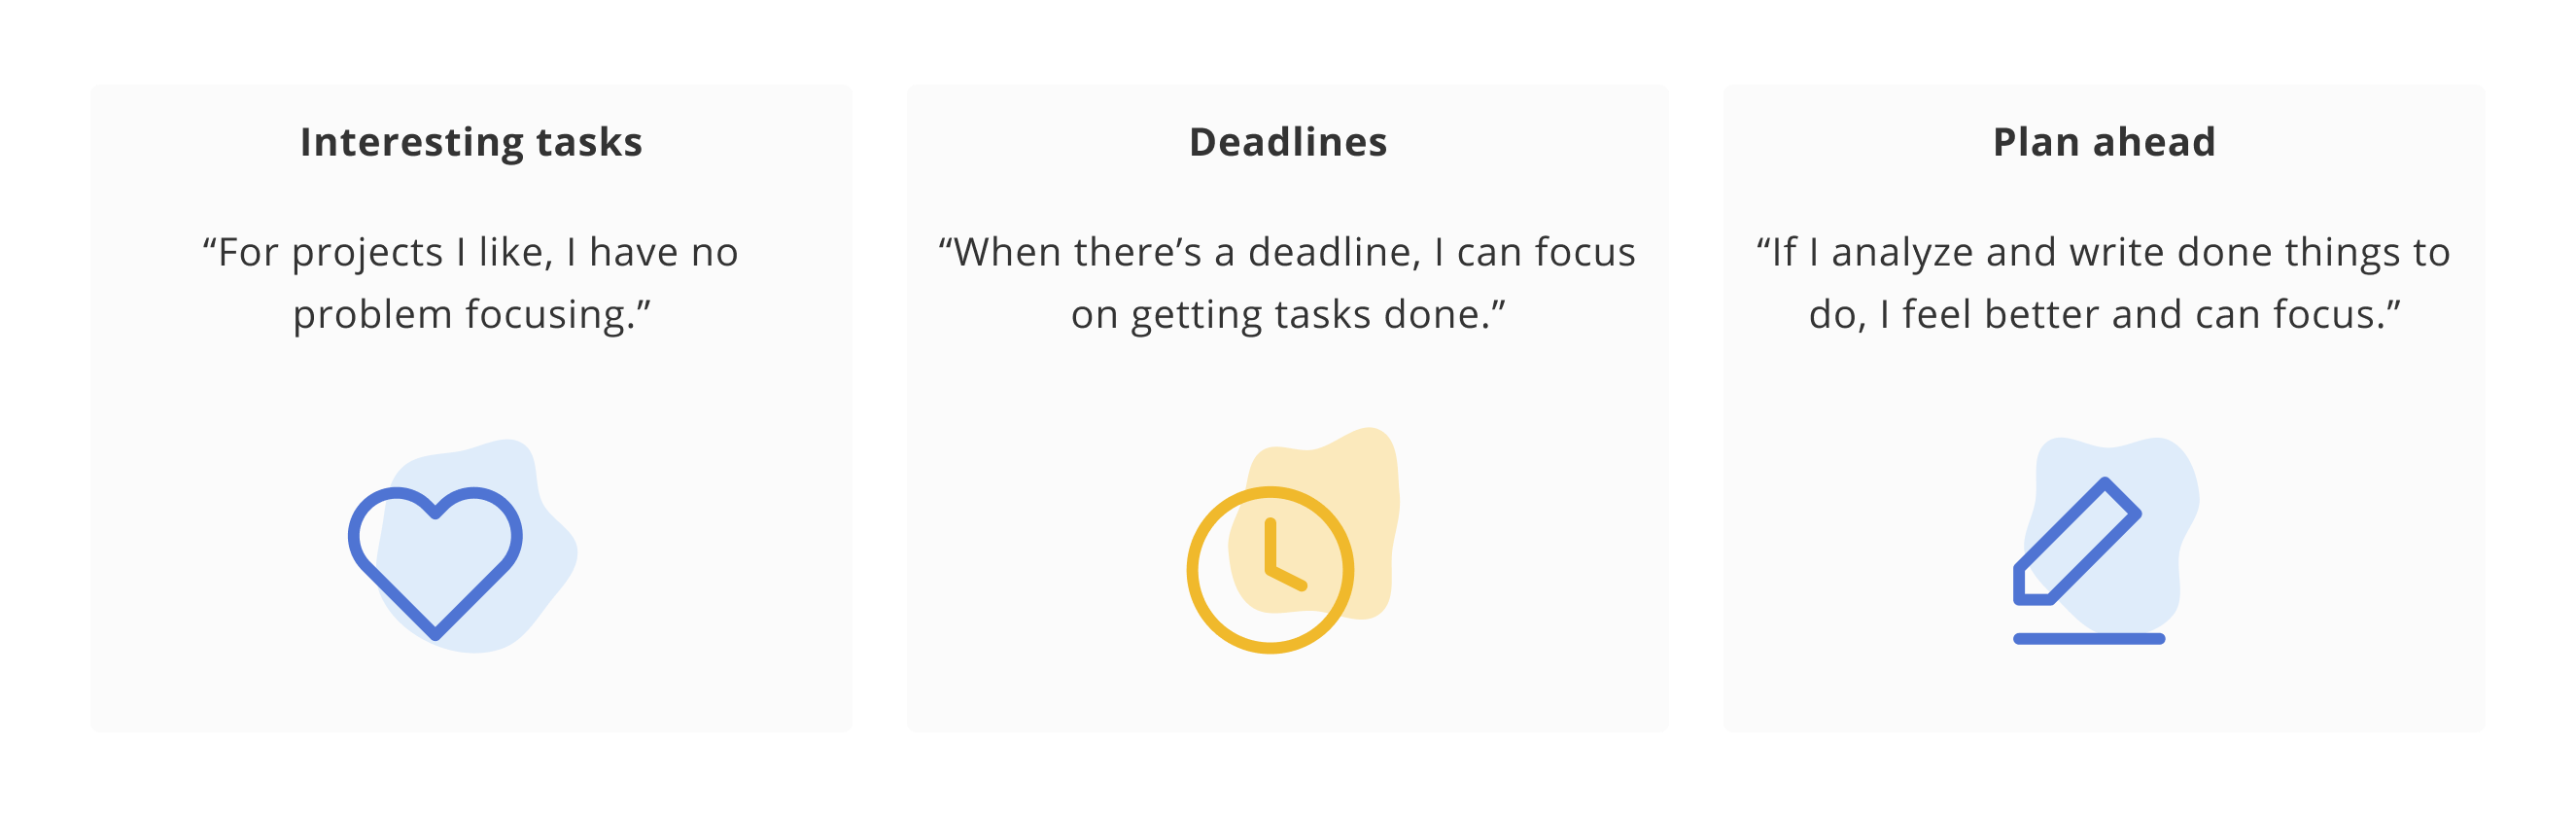 Interesting tasks
“For projects I like, I have no
problem focusing.”
Deadlines
“When there’s a deadline, I can focus
on getting tasks done.”
Plan ahead
“If I analyze and write done things to
do, I feel better and can focus.”